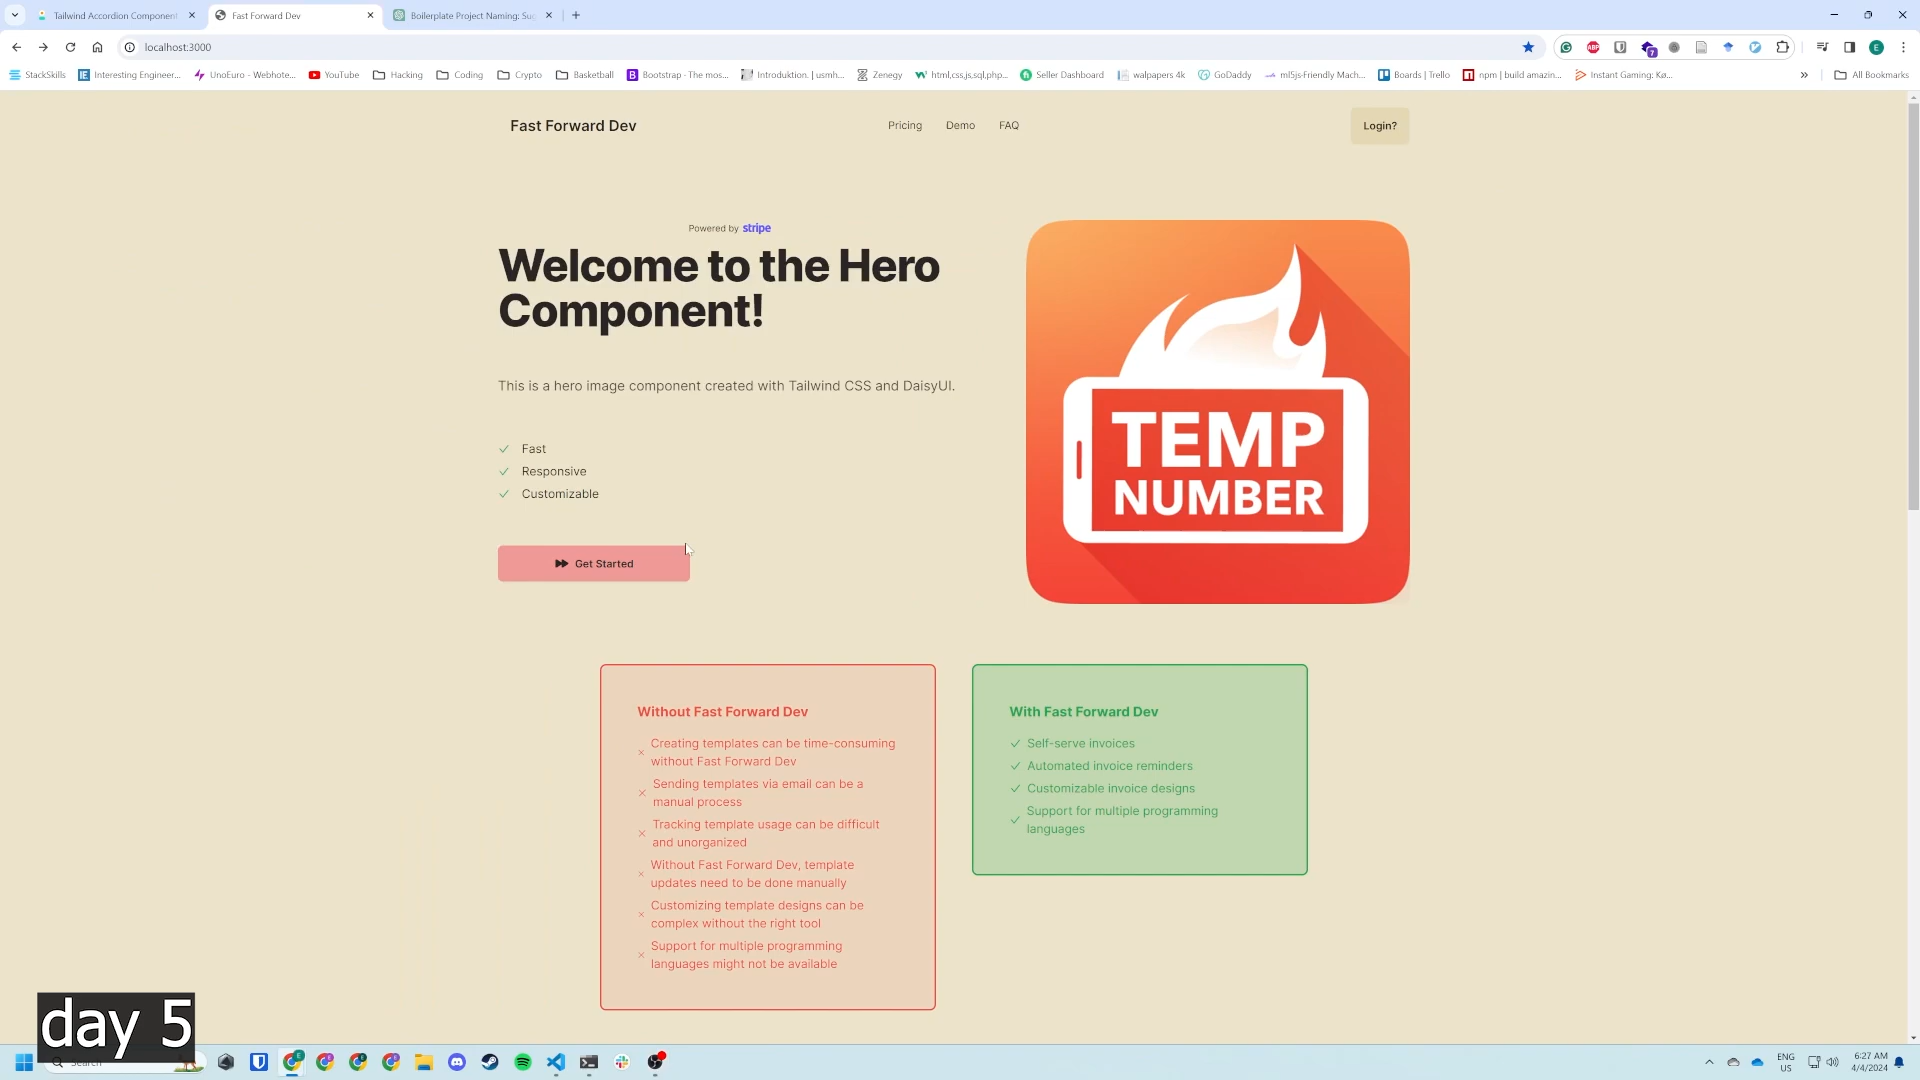 Tailwind Accordion Component
Fast Forward Dev
Boilerplate Project Naming: Sug
localhost:3000
StackSkills
Interesting Engineer...
UnoEuro - Webhote...
YouTube
Hacking
Coding
Crypto
Basketball
Bootstrap · The mos...
Introduktion. | usmh...
Zenegy
html,css,js,sql,php...
Seller Dashboard
walpapers 4k
GoDaddy
ml5js·Friendly Mach...
Boards | Trello
npm | build amazin...
Instant Gaming: Kø...
All Bookmarks
Fast Forward Dev
Pricing
Demo
FAQ
Login?
Powered by stripe
Welcome to the Hero
Component!
This is a hero image component created with Tailwind CSS and DaisyUI.
Fast
Responsive
Customizable
Get Started
TEMP
NUMBER
Without Fast Forward Dev
Creating templates can be time-consuming
without Fast Forward Dev
Sending templates via email can be a
manual process
Tracking template usage can be difficult
and unorganized
Without Fast Forward Dev, template
updates need to be done manually
Customizing template designs can be
complex without the right tool
Support for multiple programming
languages might not be available
With Fast Forward Dev
Self-serve invoices
Automated invoice reminders
Customizable invoice designs
Support for multiple programming
languages
day 5
Search
ENG
US
6:27 AM
4/4/2024